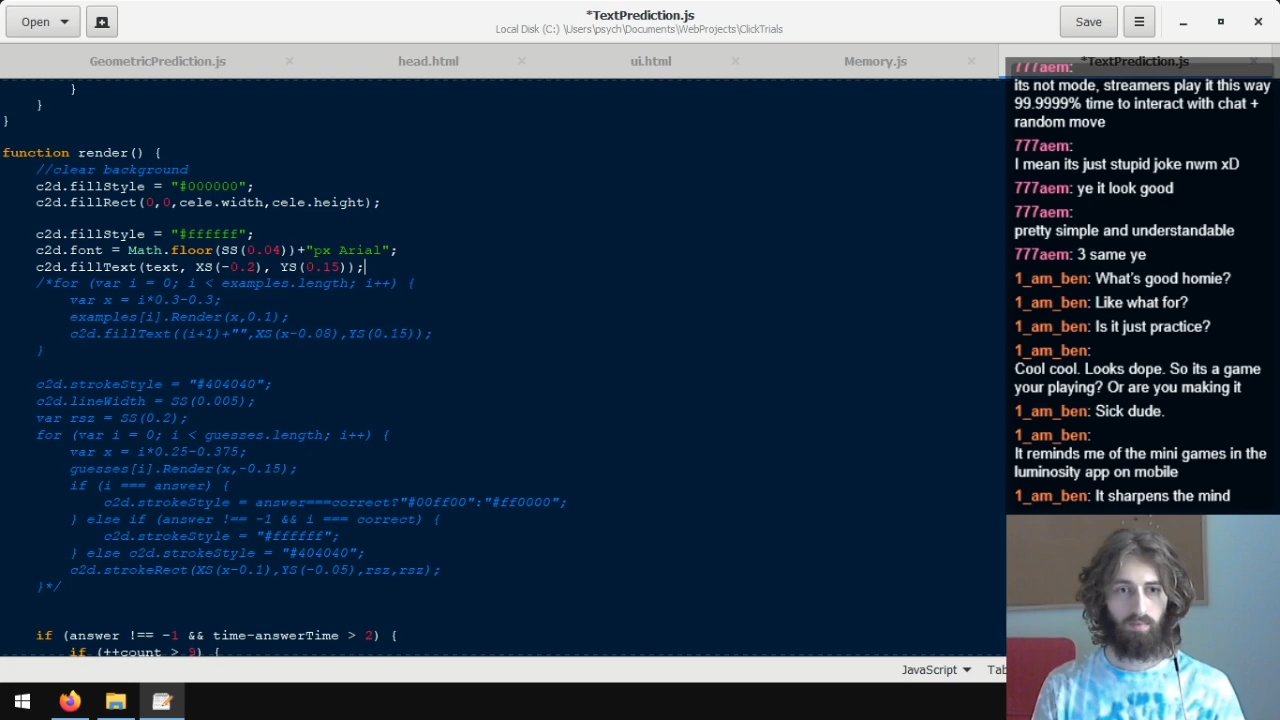 Open
*TextPrediction.js
Local Disk (C:) \Users\psych\Documents\WebProjects\ClickTrials
Save
GeometricPrediction.js
head.html
ui.html
Memory.js
*TextPrediction.js
}
}
}
function render() {
//clear background
c2d.fillStyle = "#000000";
c2d.fillRect(0,0,cele.width,cele.height);
c2d.fillStyle = "#ffffff";
c2d.font = Math.floor(SS(0.04))+"px Arial";
c2d.fillText(text, XS(-0.2), YS(0.15));
/*for (var i = 0; i < examples.length; i++) {
var x = i*0.3-0.3;
examples[i].Render(x,0.1);
c2d.fillText((i+1)+"",XS(x-0.08),YS(0.15));
}
c2d.strokeStyle = "#404040";
c2d.lineWidth = SS(0.005);
var rsz = SS(0.2);
for (var i = 0; i < guesses.length; i++) {
var x = i*0.25-0.375;
guesses[i].Render(x,-0.15);
if (i === answer) {
c2d.strokeStyle = answer===correct?"#00ff00":"#ff0000";
} else if (answer !== -1 && i === correct) {
c2d.strokeStyle = "#ffffff";
} else c2d.strokeStyle = "#404040";
c2d.strokeRect(XS(x-0.1),YS(-0.05),rsz,rsz);
}*/
if (answer !== -1 && time-answerTime > 2) {
if (++count > 9) {
JavaScript
Tab
777aem:
its not mode, streamers play it this way
99.9999% time to interact with chat +
random move
777aem:
I mean its just stupid joke nwm xD
777aem: ye it look good
777aem:
pretty simple and understandable
777aem: 3 same ye
1_am_ben: What's good homie?
1_am_ben: Like what for?
1_am_ben: Is it just practice?
1_am_ben:
Cool cool. Looks dope. So its a game
your playing? Or are you making it
1_am_ben: Sick dude.
1_am_ben:
It reminds me of the mini games in the
luminosity app on mobile
1_am_ben: It sharpens the mind